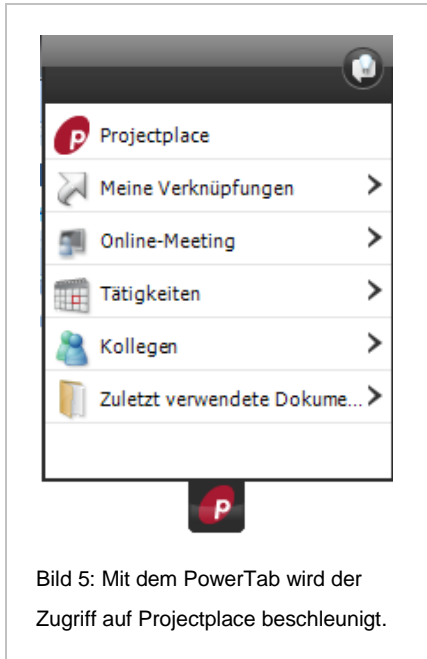 Projectplace
Meine Verknüpfungen
Online-Meeting
Tätigkeiten
Kollegen
Zuletzt verwendete Dokume...
Bild 5: Mit dem PowerTab wird der
Zugriff auf Projectplace beschleunigt.